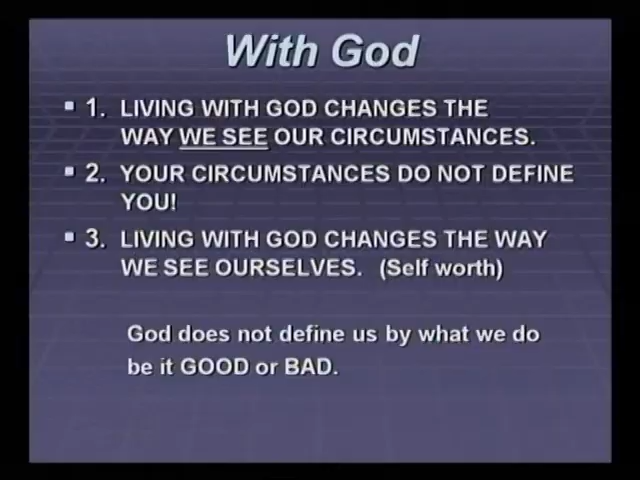 With God
1. LIVING WITH GOD CHANGES THE
WAY WE SEE OUR CIRCUMSTANCES.
2. YOUR CIRCUMSTANCES DO NOT DEFINE
YOU!
3. LIVING WITH GOD CHANGES THE WAY
WE SEE OURSELVES. (Self worth)
God does not define us by what we do
be it GOOD or BAD.